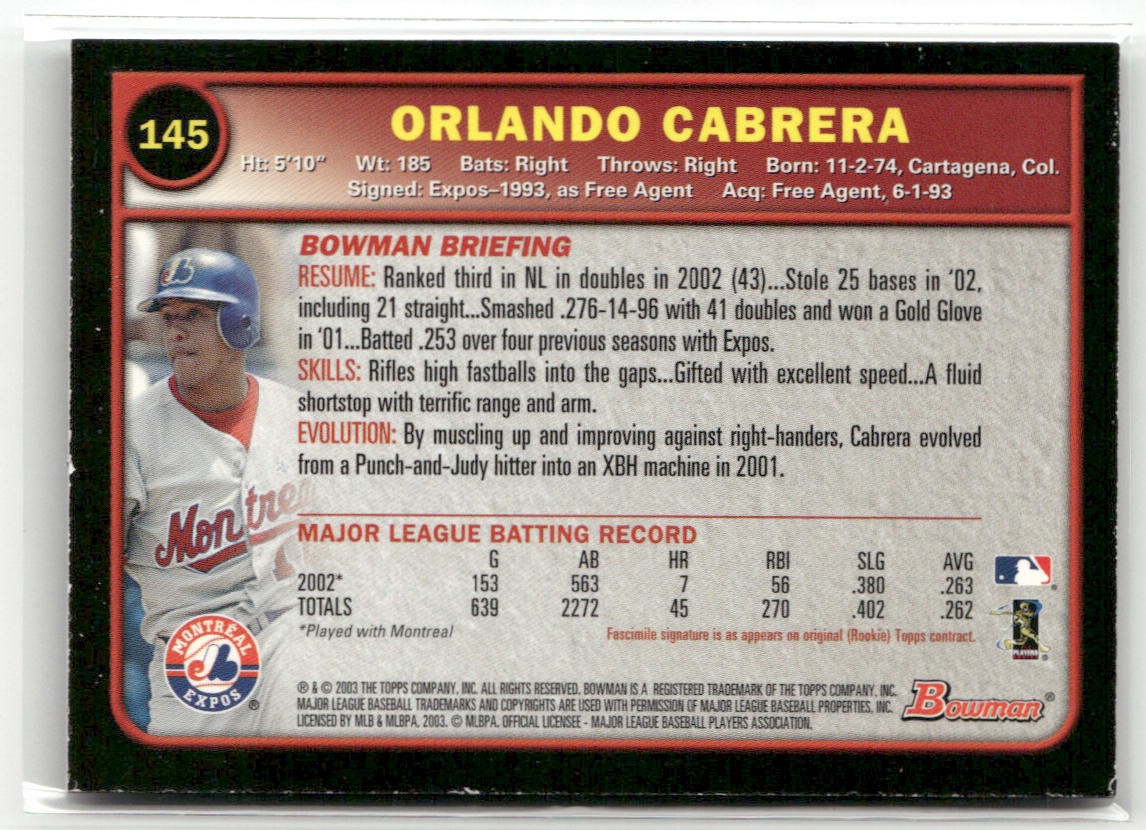 145
ORLANDO CABRERA
Ht: 5'10" Wt: 185 Bats: Right Throws: Right Born: 11-2-74, Cartagena, Col.
Signed: Expos–1993, as Free Agent Acq: Free Agent, 6-1-93
BOWMAN BRIEFING
RESUME: Ranked third in NL in doubles in 2002 (43)...Stole 25 bases in '02,
including 21 straight...Smashed .276-14-96 with 41 doubles and won a Gold Glove
in '01...Batted .253 over four previous seasons with Expos.
SKILLS: Rifles high fastballs into the gaps...Gifted with excellent speed...A fluid
shortstop with terrific range and arm.
EVOLUTION: By muscling up and improving against right-handers, Cabrera evolved
from a Punch-and-Judy hitter into an XBH machine in 2001.
Montre
MAJOR LEAGUE BATTING RECORD
G AB HR RBI SLG AVG
2002* 153 563 7 56 .380 .263
TOTALS 639 2272 45 270 .402 .262
*Played with Montreal
Fascimile signature is as appears on original (Rookie) Topps contract.
PLAYERS
MONTRÉAL
EXPOS ®
® & © 2003 THE TOPPS COMPANY, INC. ALL RIGHTS RESERVED. BOWMAN IS A REGISTERED TRADEMARK OF THE TOPPS COMPANY, INC.
MAJOR LEAGUE BASEBALL TRADEMARKS AND COPYRIGHTS ARE USED WITH PERMISSION OF MAJOR LEAGUE BASEBALL PROPERTIES, INC.
LICENSED BY MLB & MLBPA, 2003. © MLBPA. OFFICIAL LICENSEE - MAJOR LEAGUE BASEBALL PLAYERS ASSOCIATION.
Bowman®